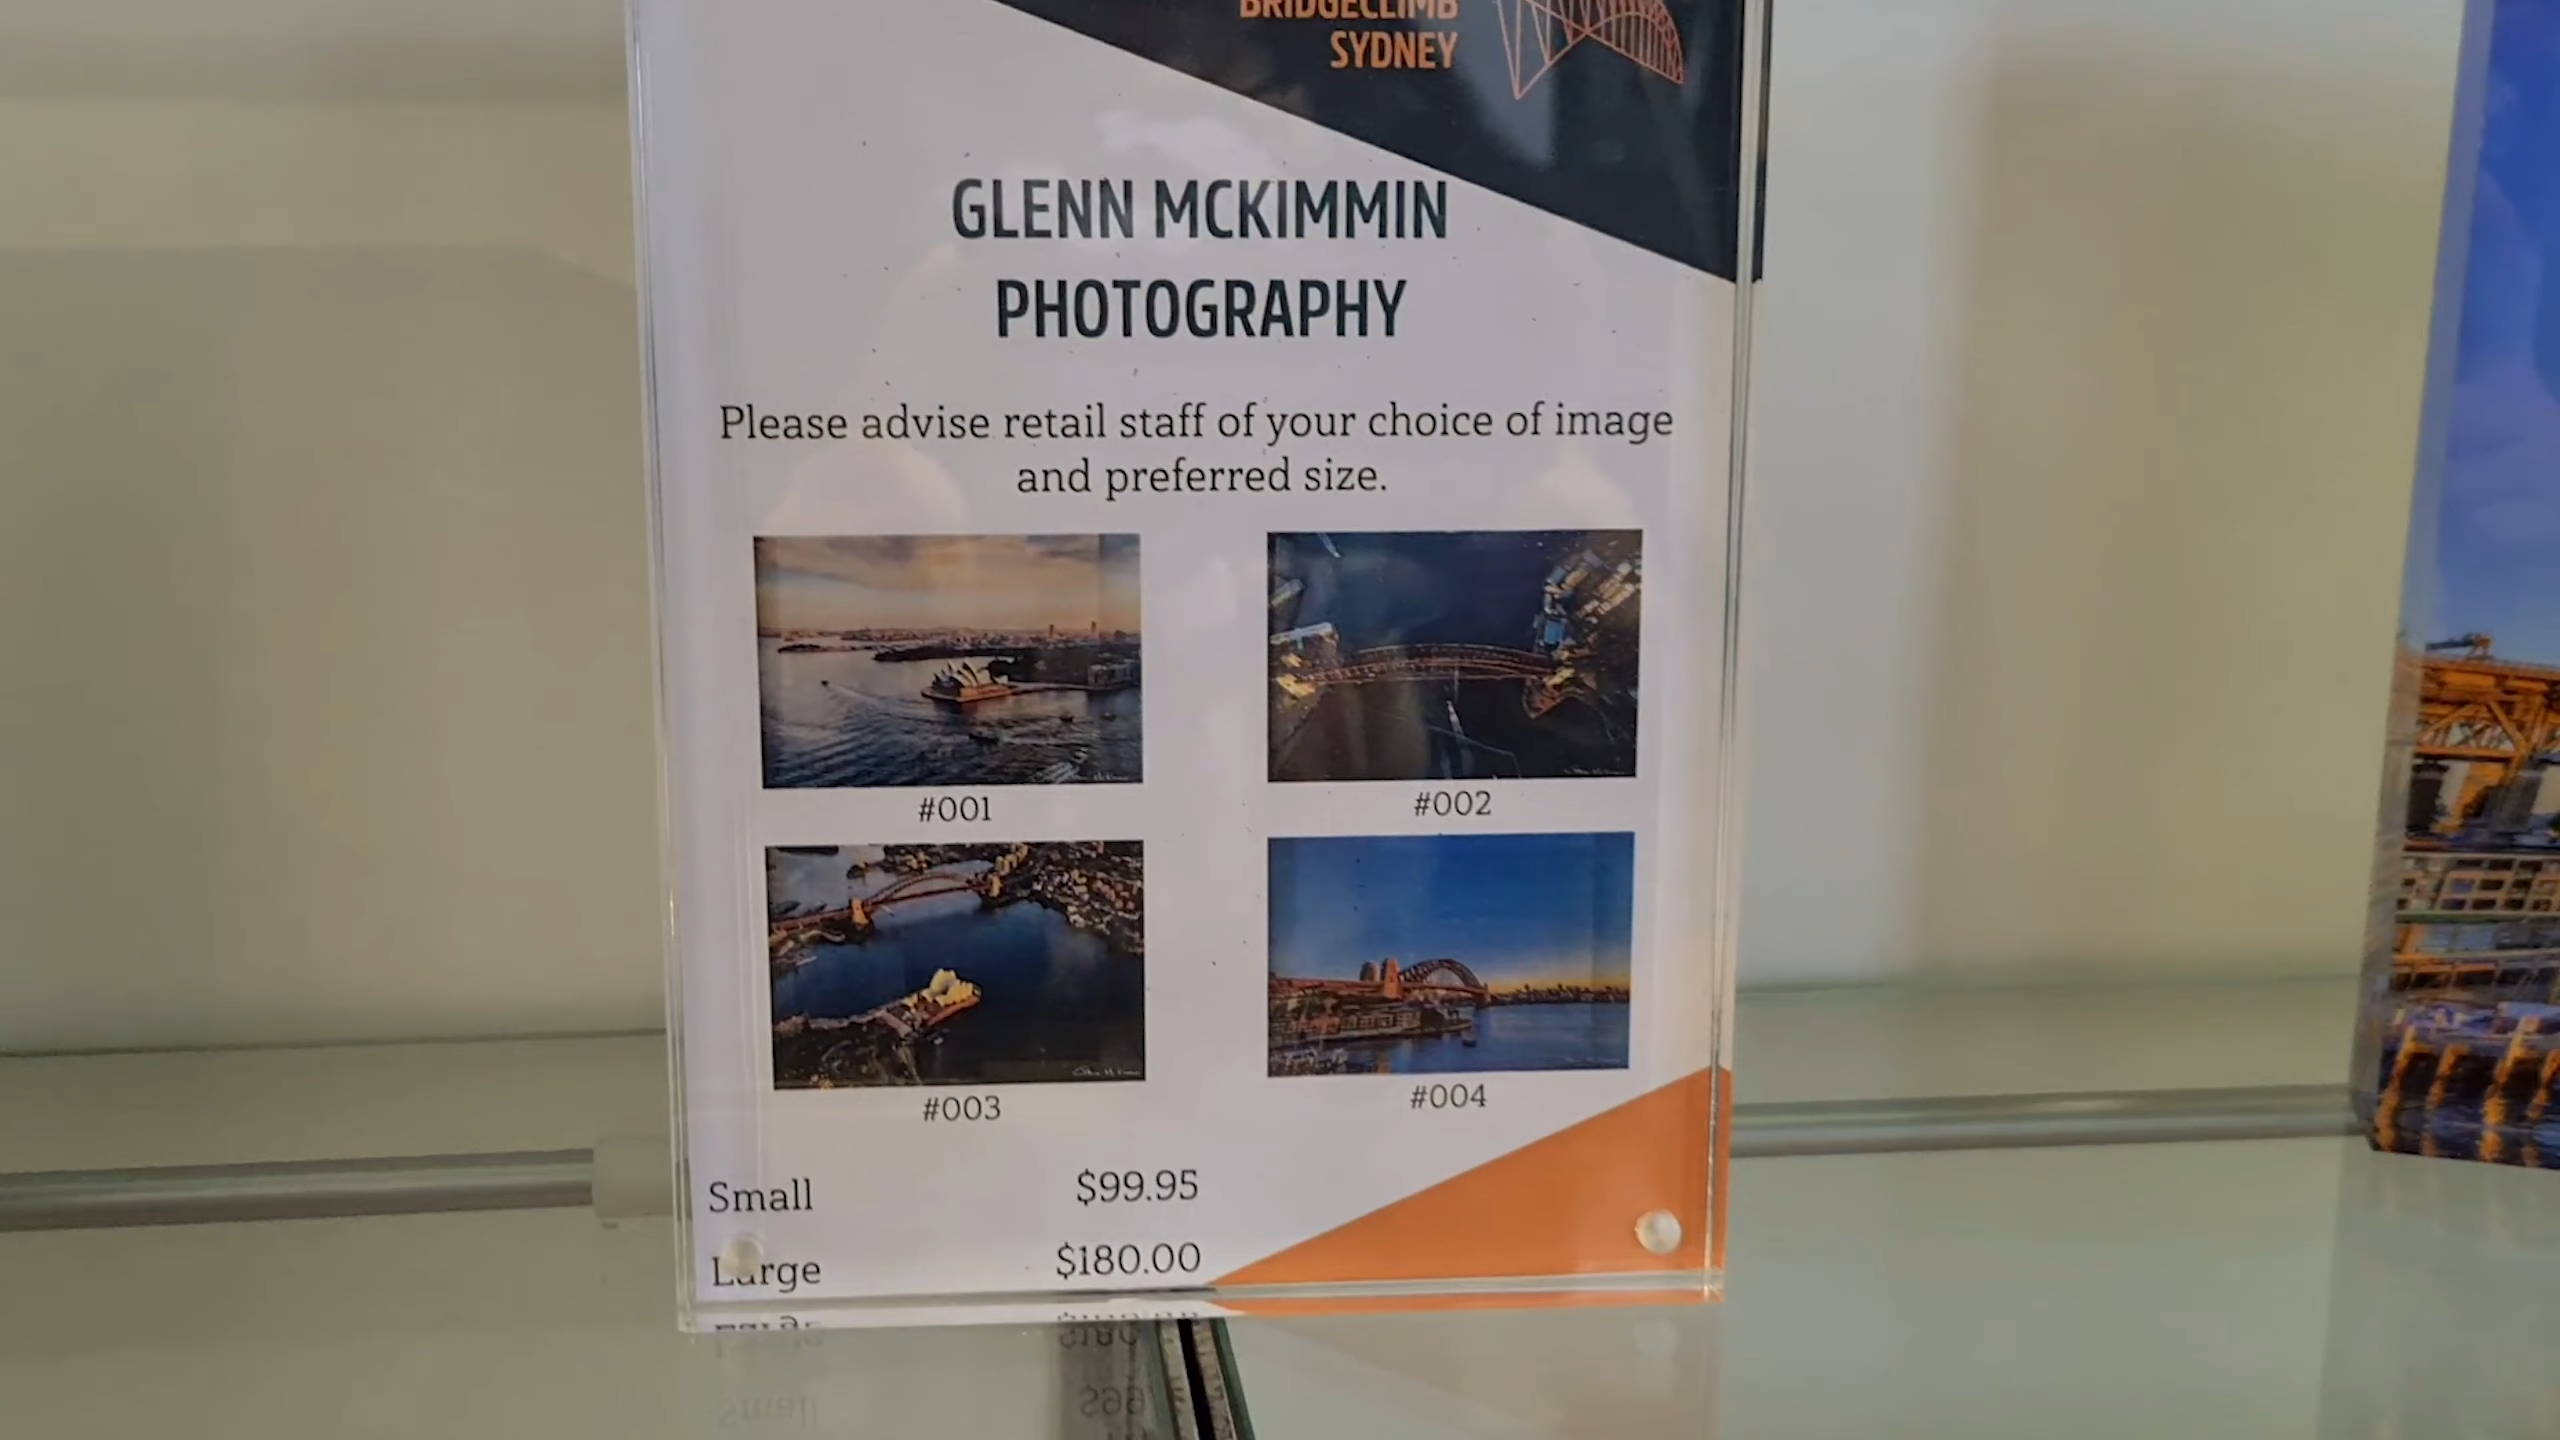 BRIDGECLIMB
SYDNEY
GLENN MCKIMMIN
PHOTOGRAPHY
Please advise retail staff of your choice of image
and preferred size.
#001
#002
#003
#004
Small $99.95
Large $180.00